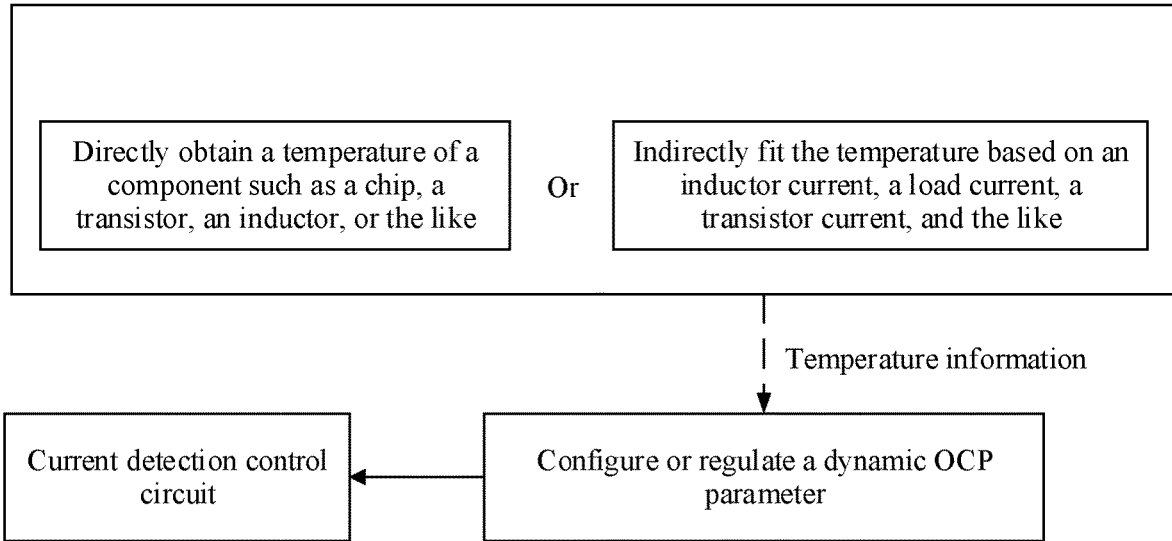 Directly obtain a temperature of a
component such as a chip, a
transistor, an inductor, or the like
Or
Indirectly fit the temperature based on an
inductor current, a load current, a
transistor current, and the like
Temperature information
Current detection control
circuit
Configure or regulate a dynamic OCP
parameter